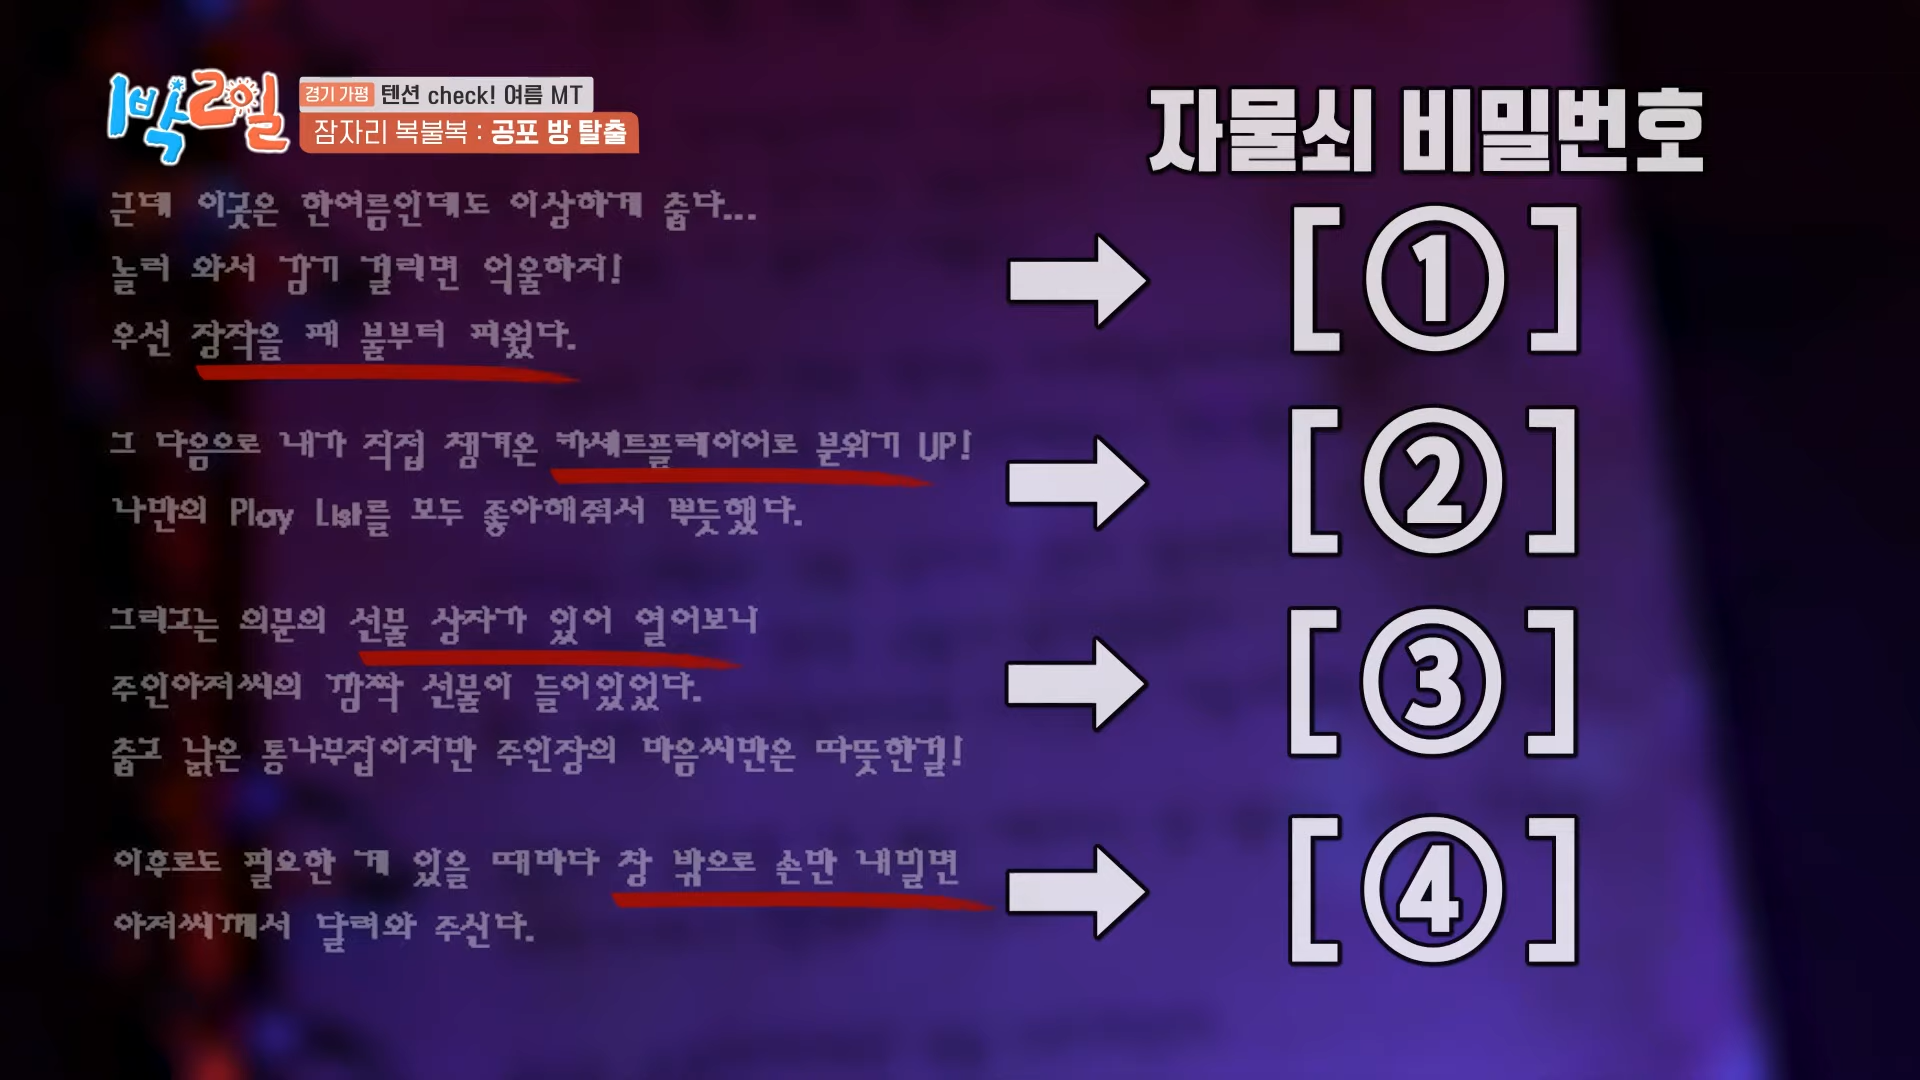 1박2일
경기 가평 텐션 check! 여름 MT
잠자리 복불복 : 공포 방 탈출
자물쇠 비밀번호
근데 이곳은 한여름인데도 이상하게 춥다...
놀러 와서 감기 걸리면 억울하지!
우선 장작을 패 불부터 피웠다.
[ ① ]
그 다음으로 내가 직접 챙겨온 카세트플레이어로 분위기 UP!
나만의 Play List를 모두 좋아해줘서 뿌듯했다.
[ ② ]
그리고는 의문의 선물 상자가 있어 열어보니
주인아저씨의 깜짝 선물이 들어있었다.
춥고 낡은 통나무집이지만 주인장의 마음씨만은 따뜻한걸!
[ ③ ]
이후로도 필요한 게 있을 때마다 창 밖으로 손만 내밀면
아저씨께서 달려와 주신다.
[ ④ ]